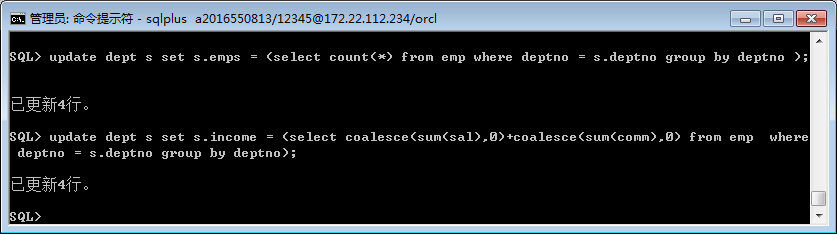 管理员: 命令提示符 - sqlplus  a2016550813/12345@172.22.112.234/orcl
SQL> update dept s set s.emps = (select count(*) from emp where deptno = s.deptno group by deptno );
已更新4行。
SQL> update dept s set s.income = (select coalesce(sum(sal),0)+coalesce(sum(comm),0) from emp  where
 deptno = s.deptno group by deptno);
已更新4行。
SQL>